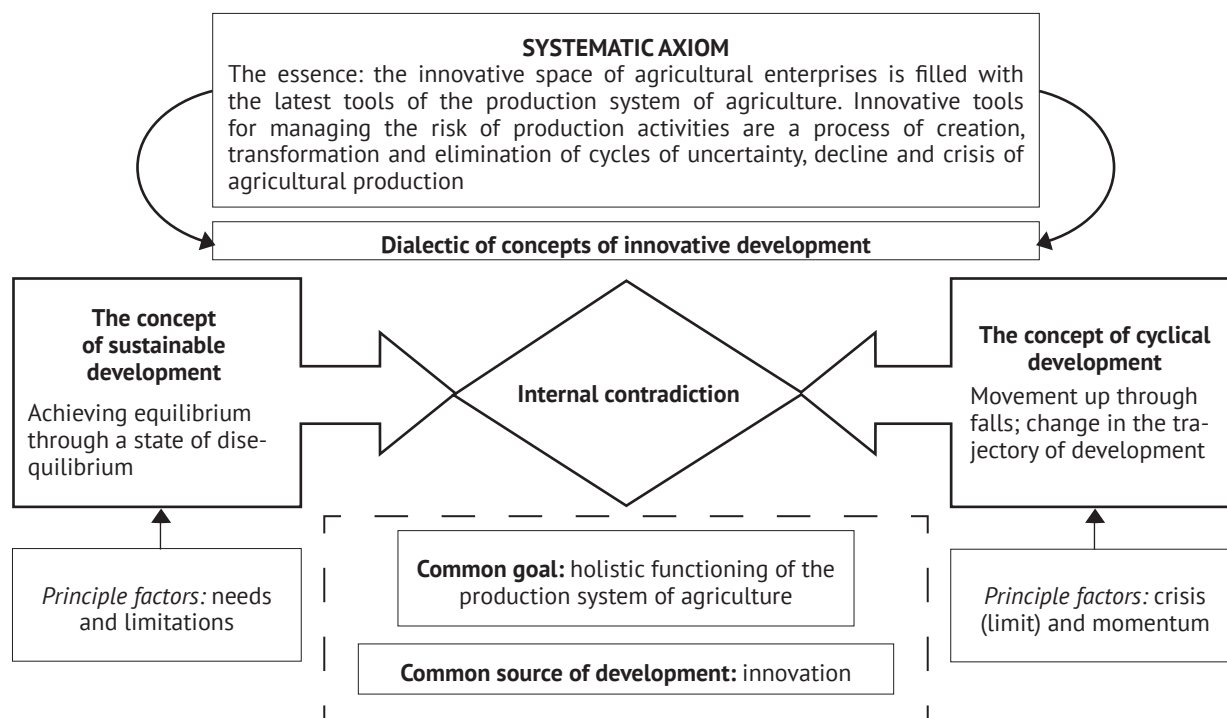 SYSTEMATIC AXIOM
The essence: the innovative space of agricultural enterprises is filled with
the latest tools of the production system of agriculture. Innovative tools
for managing the risk of production activities are a process of creation,
transformation and elimination of cycles of uncertainty, decline and crisis of
agricultural production
Dialectic of concepts of innovative development
The concept
of sustainable
development
Achieving equilibrium
through a state of dise-
quilibrium
Internal contradiction
The concept of cyclical
development
Movement up through
falls; change in the tra-
jectory of development
Principle factors: needs
and limitations
Common goal: holistic functioning of the
production system of agriculture
Common source of development: innovation
Principle factors: crisis
(limit) and momentum